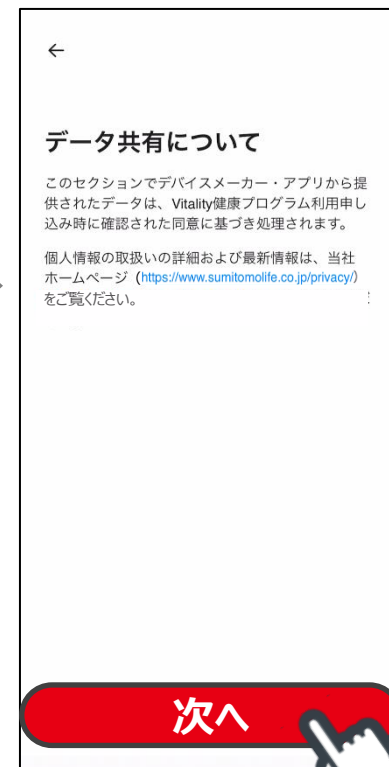 ←
データ共有について
このセクションでデバイスメーカー・アプリから提
供されたデータは、Vitality健康プログラム利用申し
込み時に確認された同意に基づき処理されます。
個人情報の取扱いの詳細および最新情報は、当社
ホームページ（https://www.sumitomolife.co.jp/privacy/）
をご覧ください。
次へ